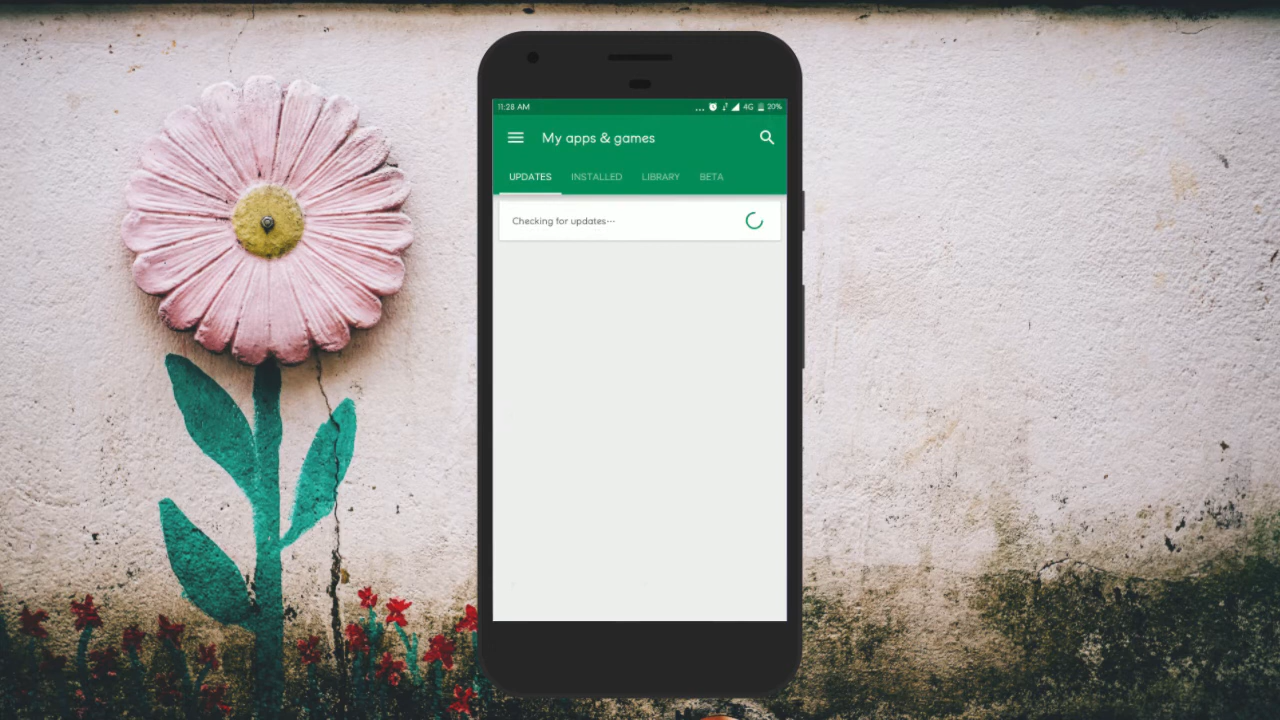 11:28 AM ... 4G 20%
My apps & games
UPDATES INSTALLED LIBRARY BETA
Checking for updates···